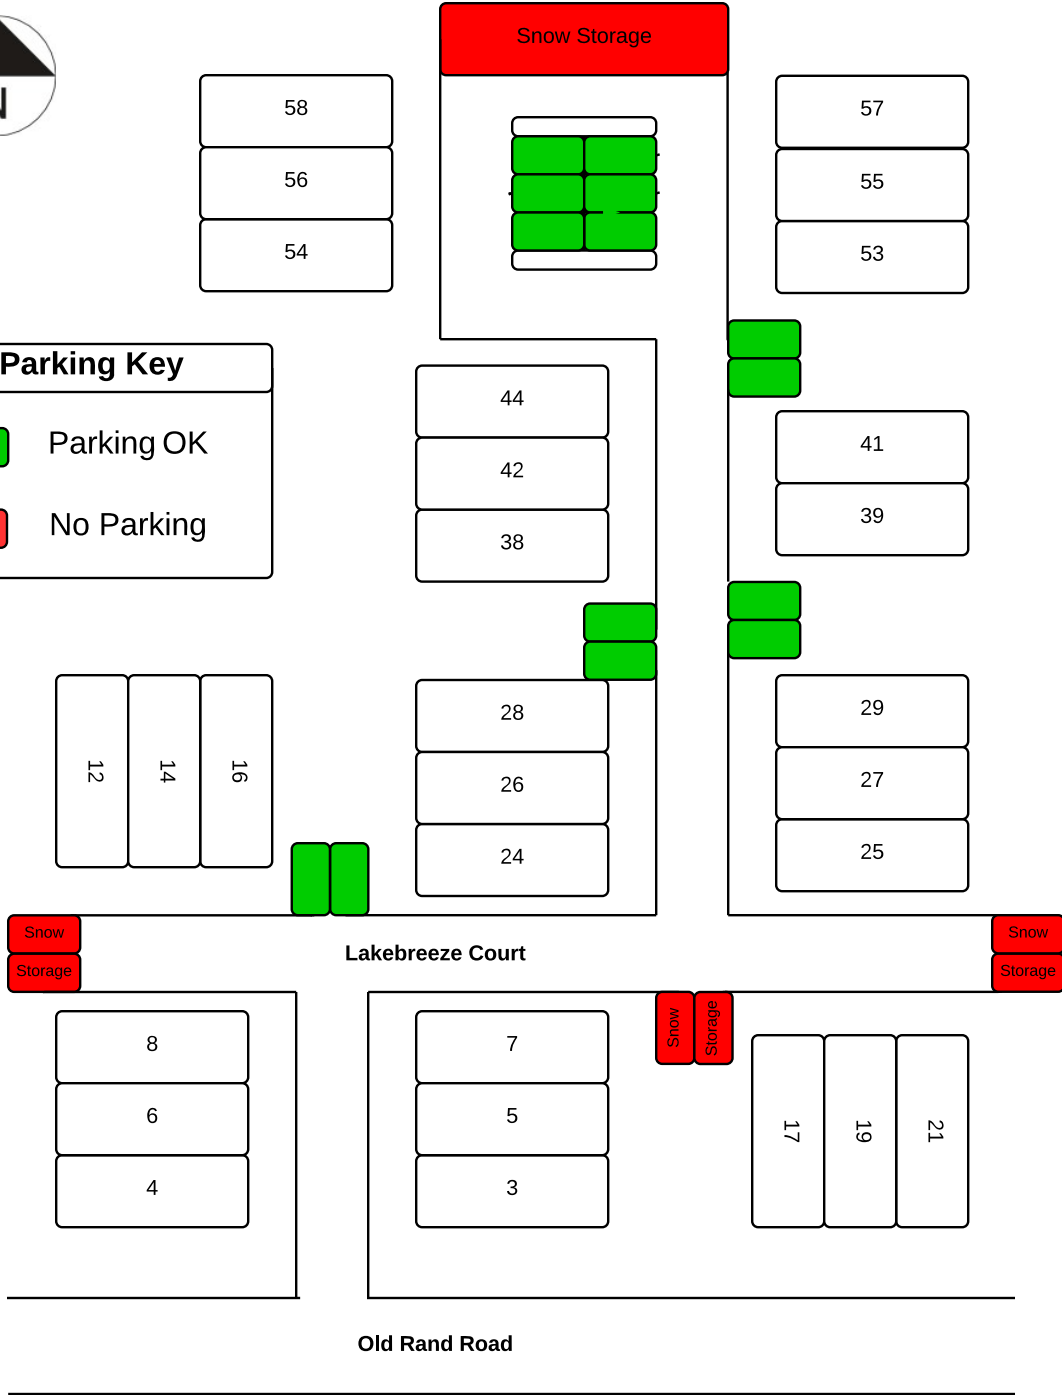 Snow Storage
N
58
57
56
55
54
53
Parking Key
Parking OK
No Parking
44
42
38
41
39
28
26
24
29
27
25
12
14
16
Snow
Storage
Lakebreeze Court
Snow
Storage
Snow
Storage
8
6
4
7
5
3
17
19
21
Old Rand Road